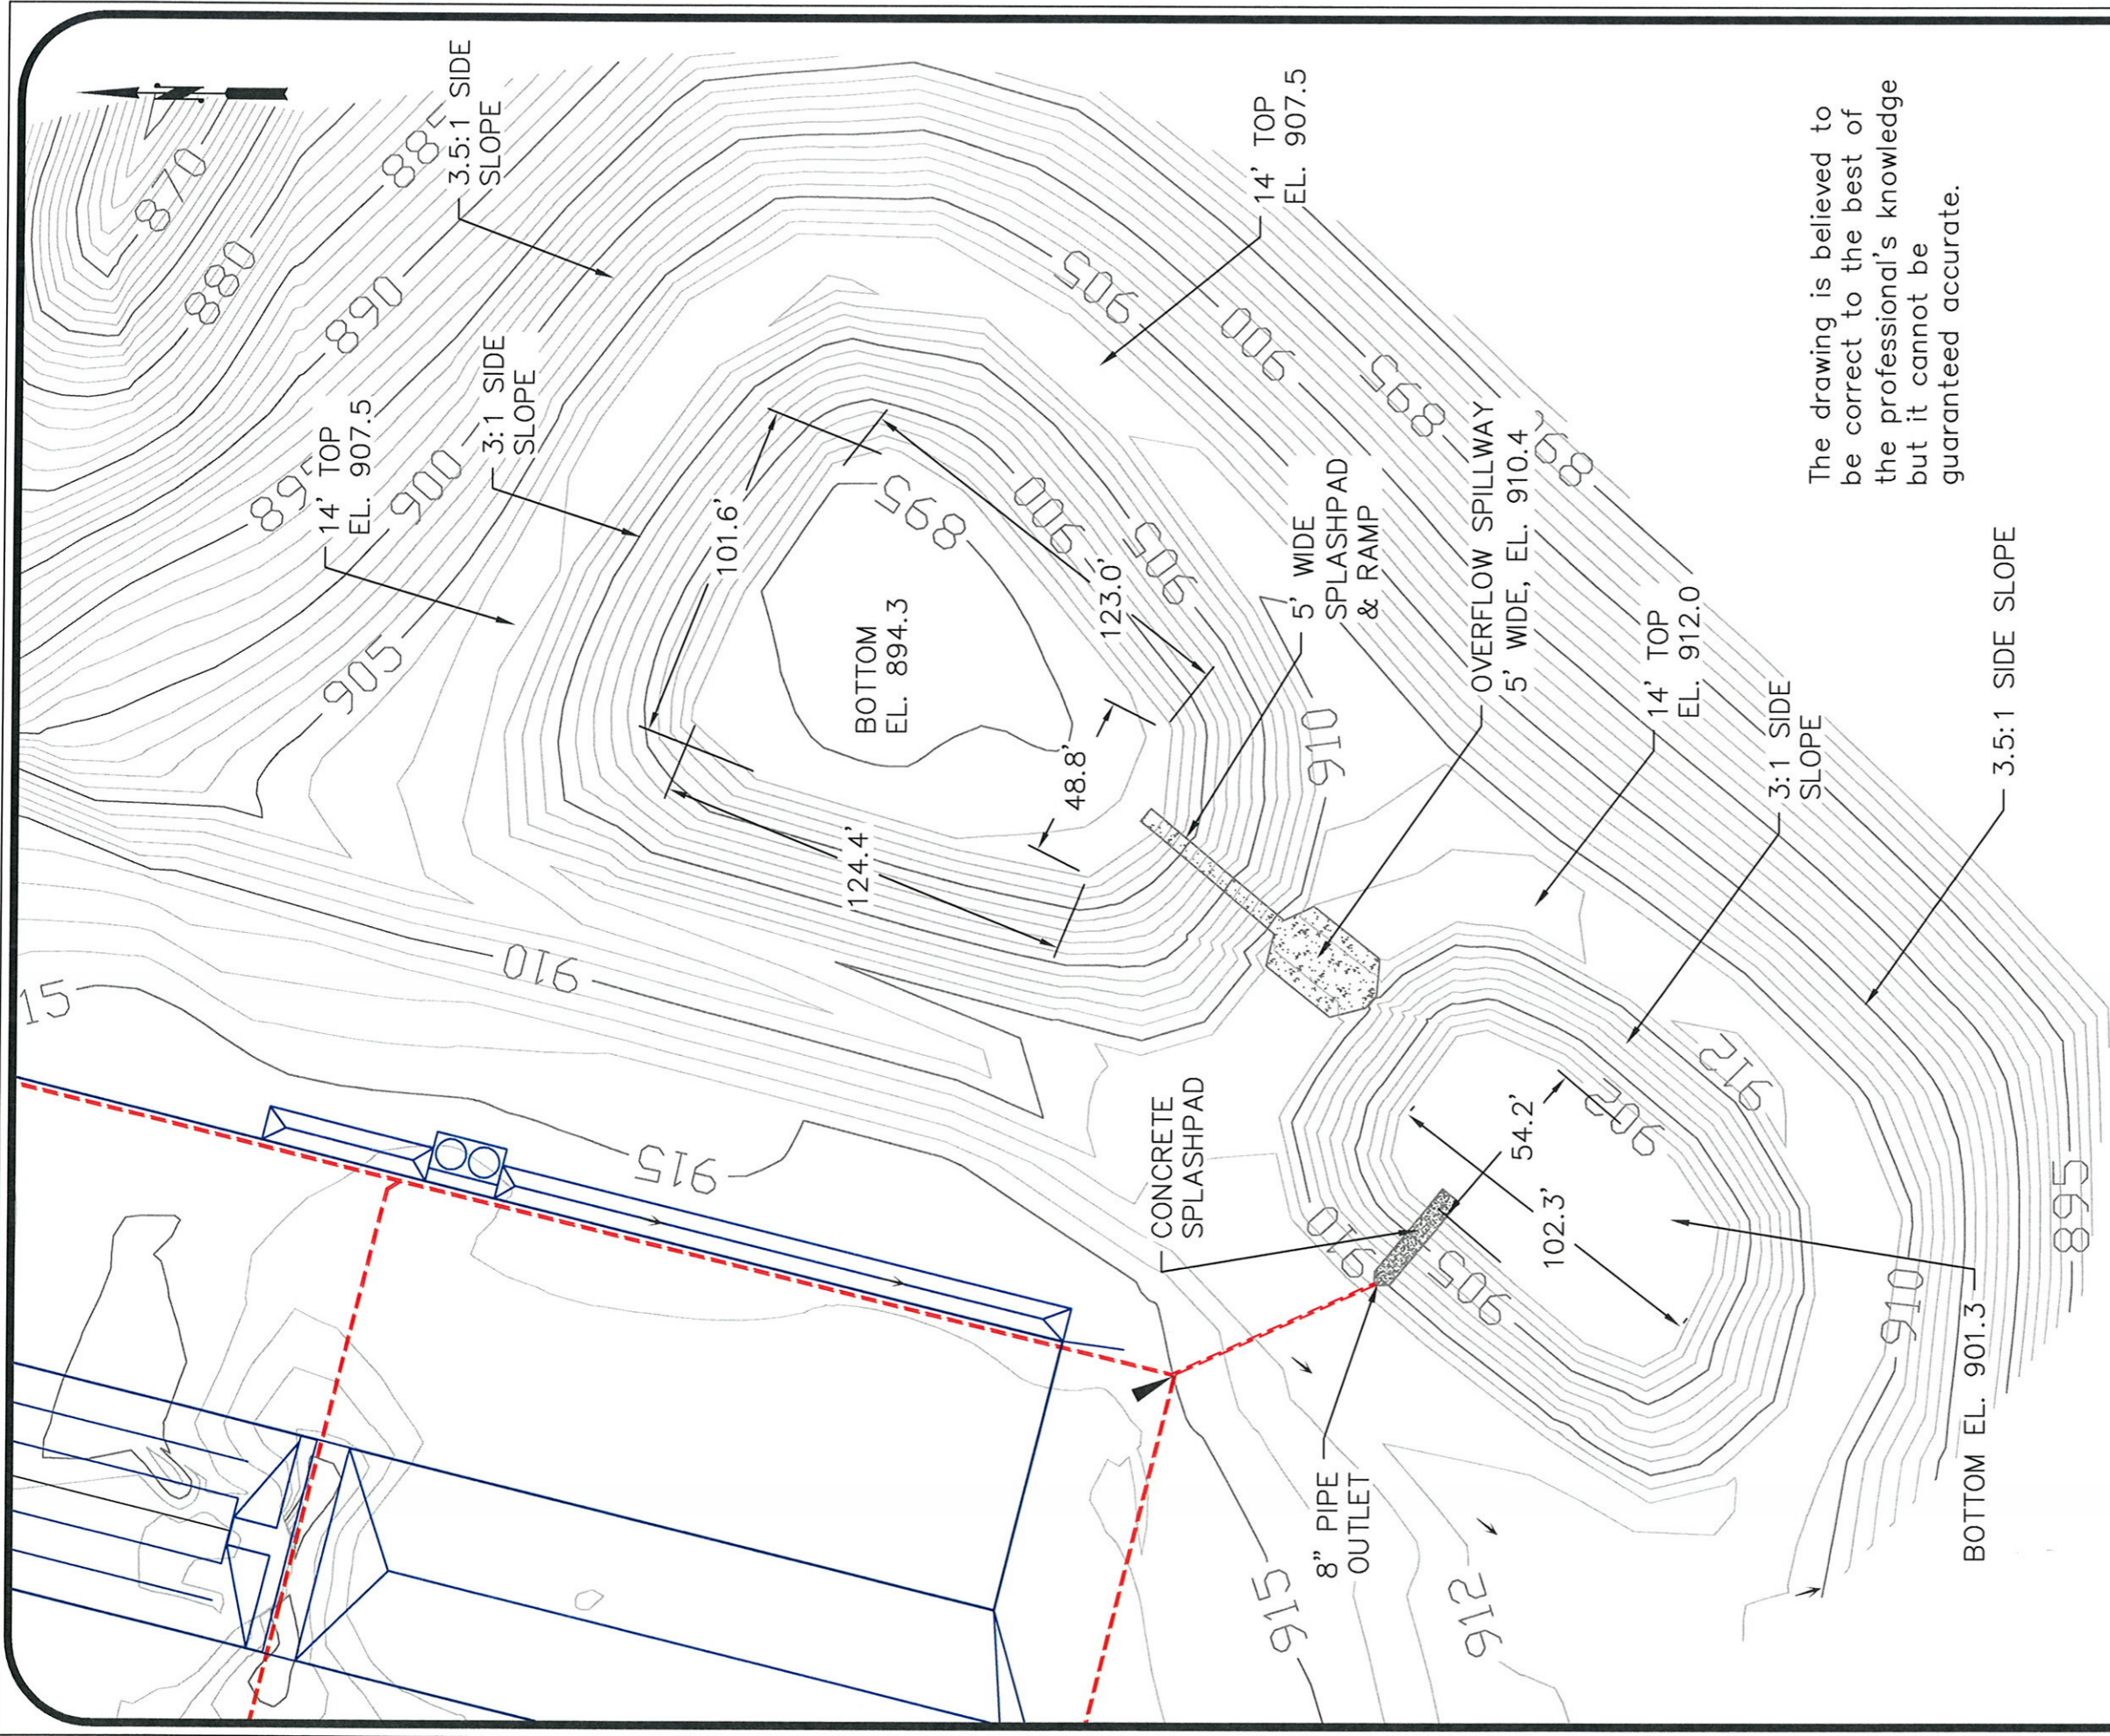 3.5:1 SIDE
SLOPE
870
880
885
890
895
14' TOP
EL. 907.5
900
3:1 SIDE
SLOPE
905
14' TOP
EL. 907.5
905
900
895
890
101.6'
895
900
905
123.0'
BOTTOM
EL. 894.3
48.8'
124.4'
5' WIDE
SPLASHPAD
& RAMP
OVERFLOW SPILLWAY
5' WIDE, EL. 910.4
910
14' TOP
EL. 912.0
3:1 SIDE
SLOPE
3.5:1 SIDE SLOPE
910
15
915
CONCRETE
SPLASHPAD
912
905
54.2'
102.3'
910
905
8" PIPE
OUTLET
BOTTOM EL. 901.3
910
895
915
912
The drawing is believed to
be correct to the best of
the professional's knowledge
but it cannot be
guaranteed accurate.
N